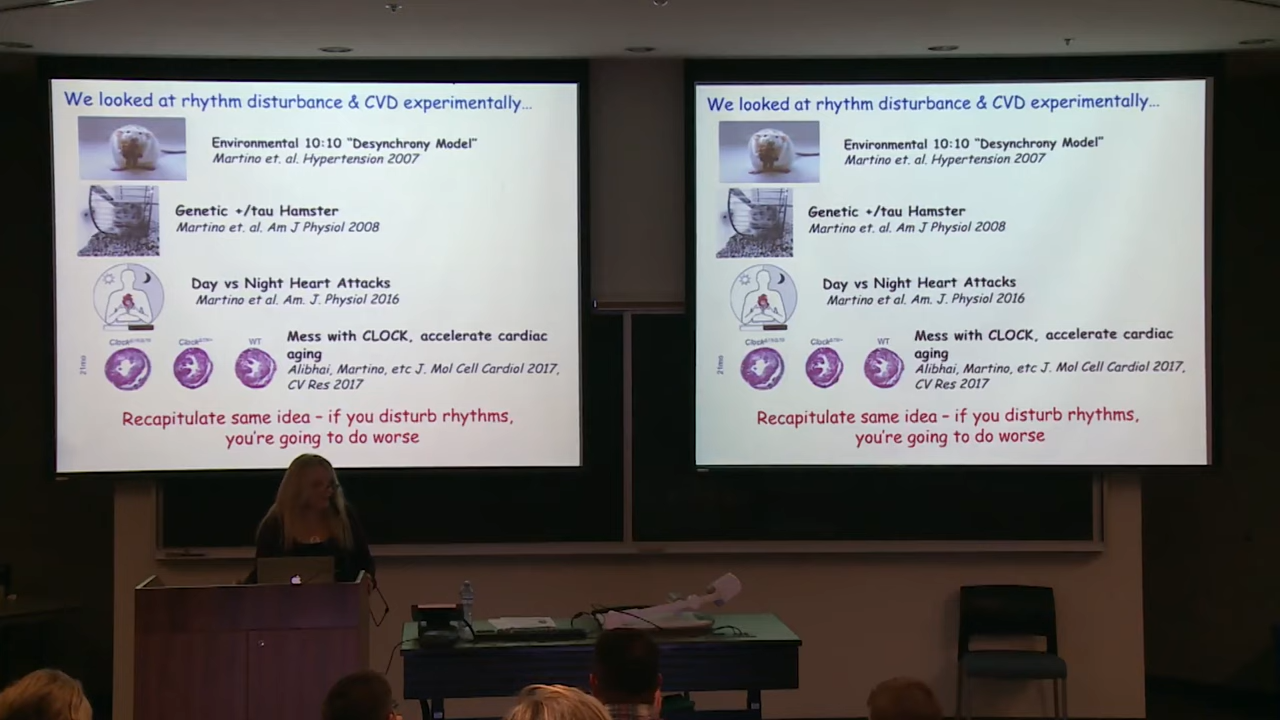 We looked at rhythm disturbance & CVD experimentally...
Environmental 10:10 "Desynchrony Model"
Martino et. al. Hypertension 2007
Genetic +/tau Hamster
Martino et. al. Am J Physiol 2008
Day vs Night Heart Attacks
Martino et al. Am. J. Physiol 2016
Mess with CLOCK, accelerate cardiac
aging
Alibhai, Martino, etc J. Mol Cell Cardiol 2017,
CV Res 2017
WT
21mo
Recapitulate same idea – if you disturb rhythms,
you're going to do worse
We looked at rhythm disturbance & CVD experimentally...
Environmental 10:10 "Desynchrony Model"
Martino et. al. Hypertension 2007
Genetic +/tau Hamster
Martino et. al. Am J Physiol 2008
Day vs Night Heart Attacks
Martino et al. Am. J. Physiol 2016
Mess with CLOCK, accelerate cardiac
aging
Alibhai, Martino, etc J. Mol Cell Cardiol 2017,
CV Res 2017
WT
21mo
Recapitulate same idea – if you disturb rhythms,
you're going to do worse